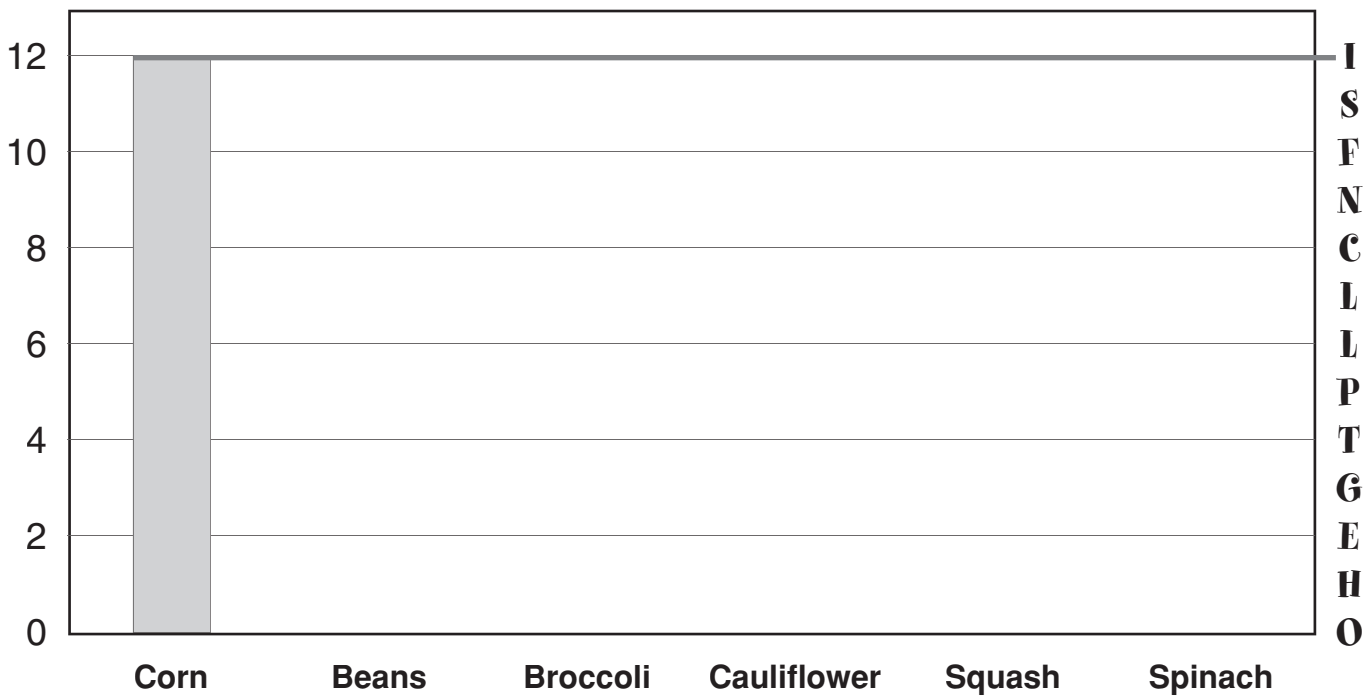 12 I
S
10 F
N
8 C
L
6 L
P
4 T
G
2 E
H
0 O
Corn Beans Broccoli Cauliflower Squash Spinach